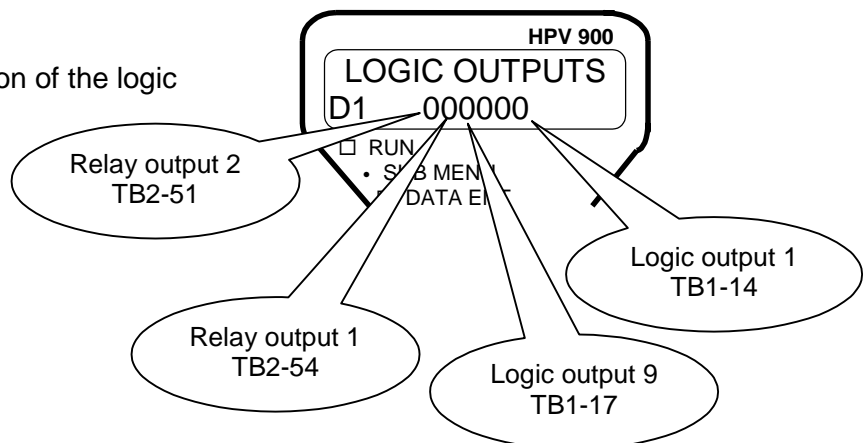 HPV 900
on of the logic
LOGIC OUTPUTS
D1 000000
RUN
Relay output 2
TB2-51
Logic output 1
TB1-14
Relay output 1
TB2-54
Logic output 9
TB1-17